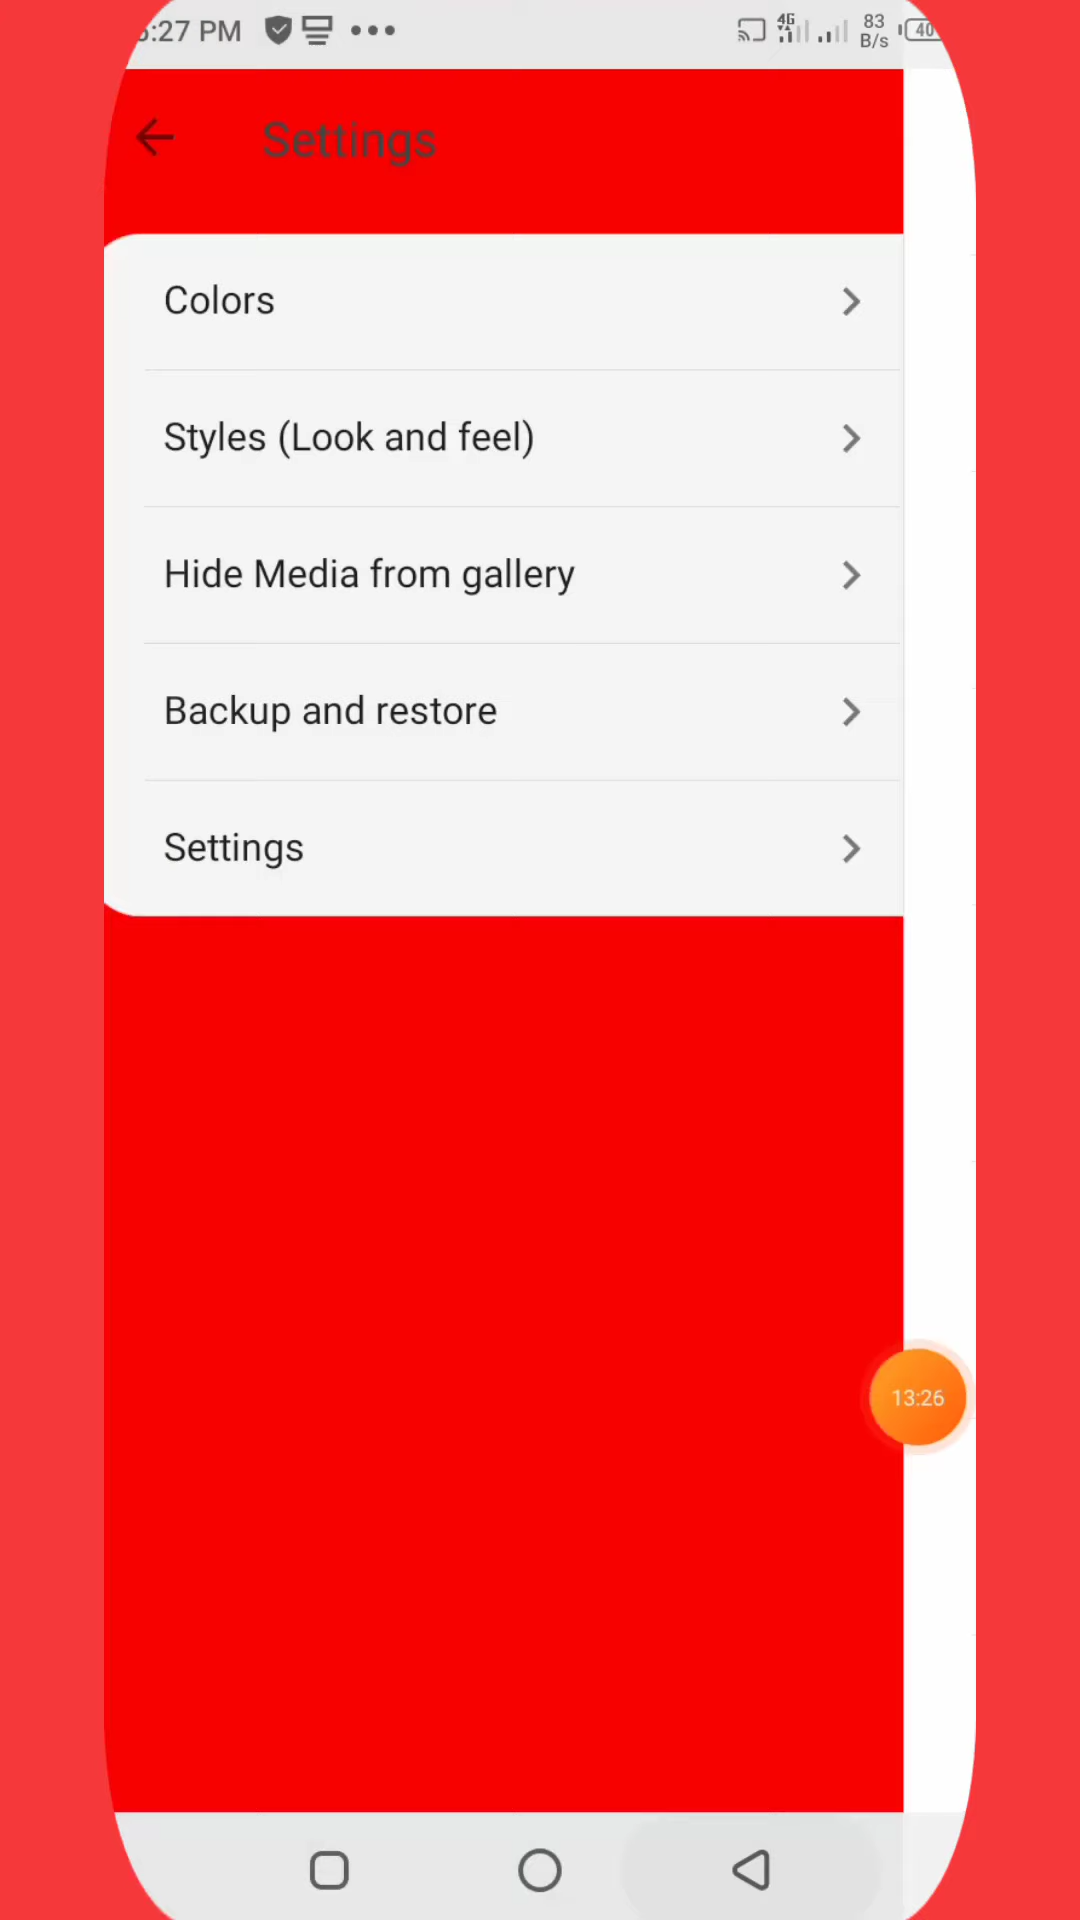 :27 PM
4G
83
B/s
40
Settings
Colors
Styles (Look and feel)
Hide Media from gallery
Backup and restore
Settings
13:26